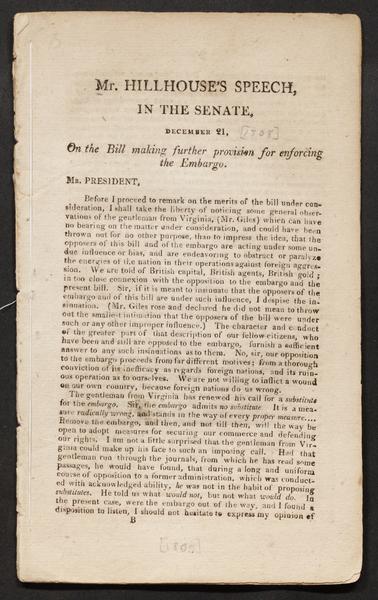 Mr. HILLHOUSE'S SPEECH,
IN THE SENATE,
DECEMBER 21, [1808]
On the Bill making further provision for enforcing
the Embargo.
Mr. PRESIDENT,
Before I proceed to remark on the merits of the bill under con-
sideration, I shall take the liberty of noticing some general obser-
vations of the gentleman from Virginia, (Mr. Giles) which can have
no bearing on the matter under consideration, and could have been
thrown out for no other purpose, than to impress the idea, that the
opposers of this bill and of the embargo are acting under some un-
due influence or bias, and are endeavoring to obstruct or paralyze
the energies of the nation in their operations against foreign aggres-
sion. We are told of British capital, British agents, British gold;
in too close connexion with the opposition to the embargo and the
present bill. Sir, if it is meant to insinuate that the opposers of the
embargo and of this bill are under such influence, I despise the in-
sinuation. (Mr. Giles rose and declared he did not mean to throw
out the smallest intimation that the opposers of the bill were under
such or any other improper influence.) The character and conduct
of the greater part of that description of our fellow citizens, who
have been and still are opposed to the embargo, furnish a sufficient
answer to any such insinuations as to them. No, sir, our opposition
to the embargo proceeds from far different motives; from a thorough
conviction of its inefficacy as regards foreign nations, and its ruin-
ous operation as to ourselves. We are not willing to inflict a wound
on our own country, because foreign nations do us wrong.
The gentleman from Virginia has renewed his call for a substitute
for the embargo. Sir, the embargo admits no substitute. It is a mea-
sure radically wrong, and stands in the way of every proper measure....
Remove the embargo, and then, and not till then, will the way be
open to adopt measures for securing our commerce and defending
our rights. I am not a little surprised that the gentleman from Vir-
ginia could make up his face to such an imposing call. Had that
gentleman run through the journals, from which he has read some
passages, he would have found, that during a long and uniform
course of opposition to a former administration, which was conduct-
ed with acknowledged ability, he was not in the habit of proposing
substitutes. He told us what would not, but not what would do. In
the present case, were the embargo out of the way, and I found a
disposition to listen, I should not hesitate to express my opinion of
B
[1808]